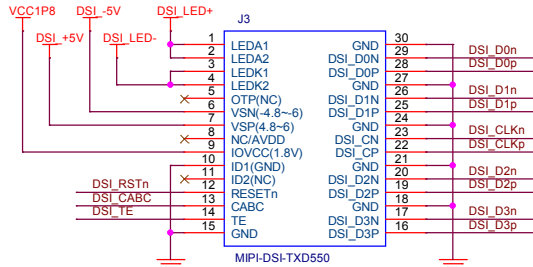 VCC1P8 DSI_-5V DSI_LED+
DSI_+5V DSI_LED-
J3
1 LEDA1 GND 30
2 LEDA2 DSI_D0N 29 DSI_D0n
3 LEDK1 DSI_D0P 28 DSI_D0p
4 LEDK2 GND 27
5 OTP(NC) DSI_D1N 26 DSI_D1n
6 VSN(-4.8~-6) DSI_D1P 25 DSI_D1p
7 VSP(4.8~6) GND 24
8 NC/AVDD DSI_CN 23 DSI_CLKn
9 IOVCC(1.8V) DSI_CP 22 DSI_CLKp
10 ID1(GND) GND 21
11 ID2(NC) DSI_D2N 20 DSI_D2n
DSI_RSTn 12 RESETn DSI_D2P 19 DSI_D2p
DSI_CABC 13 CABC GND 18
DSI_TE 14 TE DSI_D3N 17 DSI_D3n
15 GND DSI_D3P 16 DSI_D3p
MIPI-DSI-TXD550